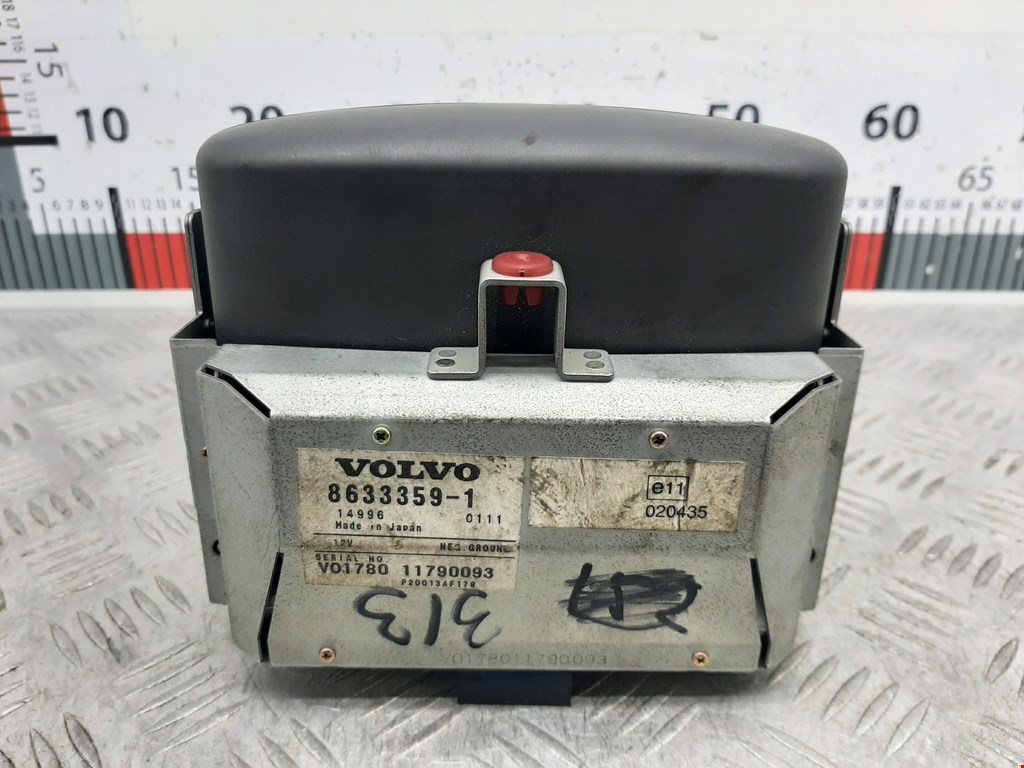 15
10
20
50
60
5
15
65
VOLVO
8633359-1
14996 0111
Made in Japan
12V NEG.GROUND
SERIAL NO.
V01780 11790093
P20013AF178
e11
020435
313
V0178011790093